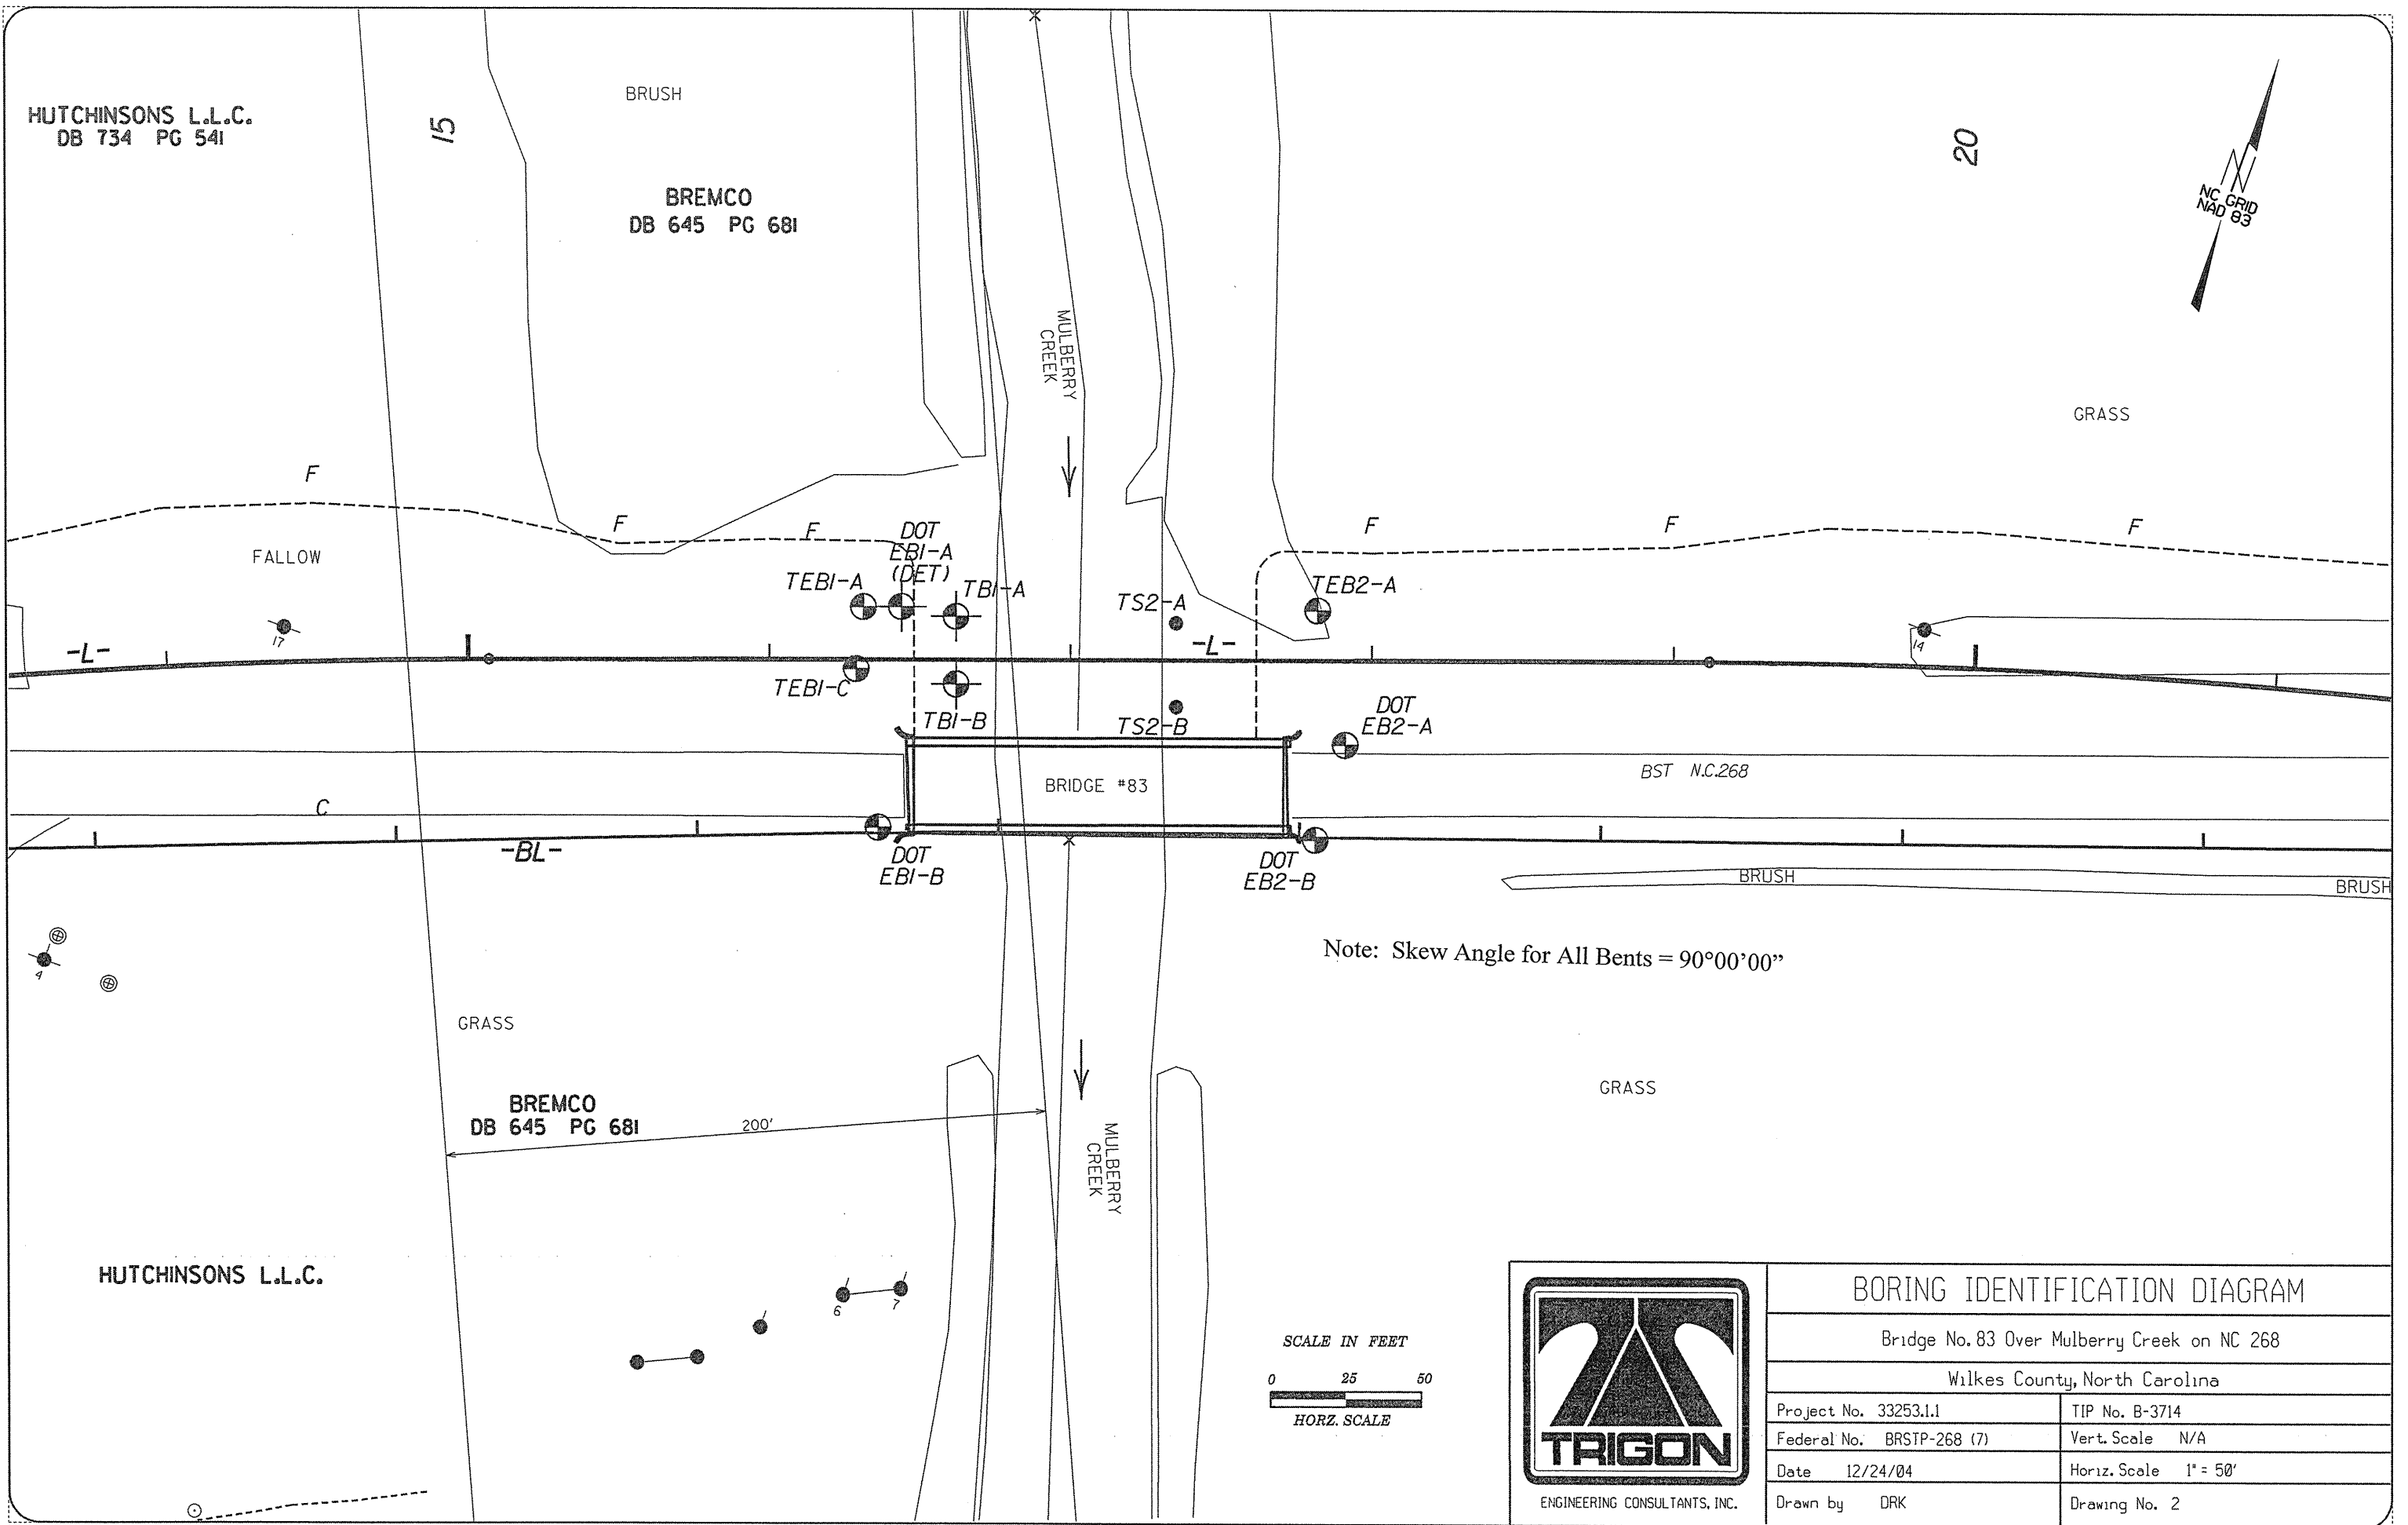 HUTCHINSONS L.L.C.
DB 734 PG 541
15
BRUSH
BREMCO
DB 645 PG 681
MULBERRY
CREEK
20
NC GRID
NAD 83
GRASS
F
F
F
F
F
F
FALLOW
DOT
EB1-A
(DET)
TEB1-A
TB1-A
TS2-A
TEB2-A
17
14
-L-
-L-
TEB1-C
TB1-B
TS2-B
DOT
EB2-A
BRIDGE #83
BST N.C.268
C
-BL-
DOT
EB1-B
DOT
EB2-B
BRUSH
BRUSH
4
Note: Skew Angle for All Bents = 90°00’00”
GRASS
GRASS
BREMCO
DB 645 PG 681
200'
MULBERRY
CREEK
HUTCHINSONS L.L.C.
6
7
SCALE IN FEET
0 25 50
HORZ. SCALE
TRIGON
ENGINEERING CONSULTANTS, INC.
BORING IDENTIFICATION DIAGRAM
Bridge No. 83 Over Mulberry Creek on NC 268
Wilkes County, North Carolina
Project No. 33253.1.1
TIP No. B-3714
Federal No. BRSTP-268 (7)
Vert. Scale N/A
Date 12/24/04
Horiz. Scale 1" = 50'
Drawn by DRK
Drawing No. 2